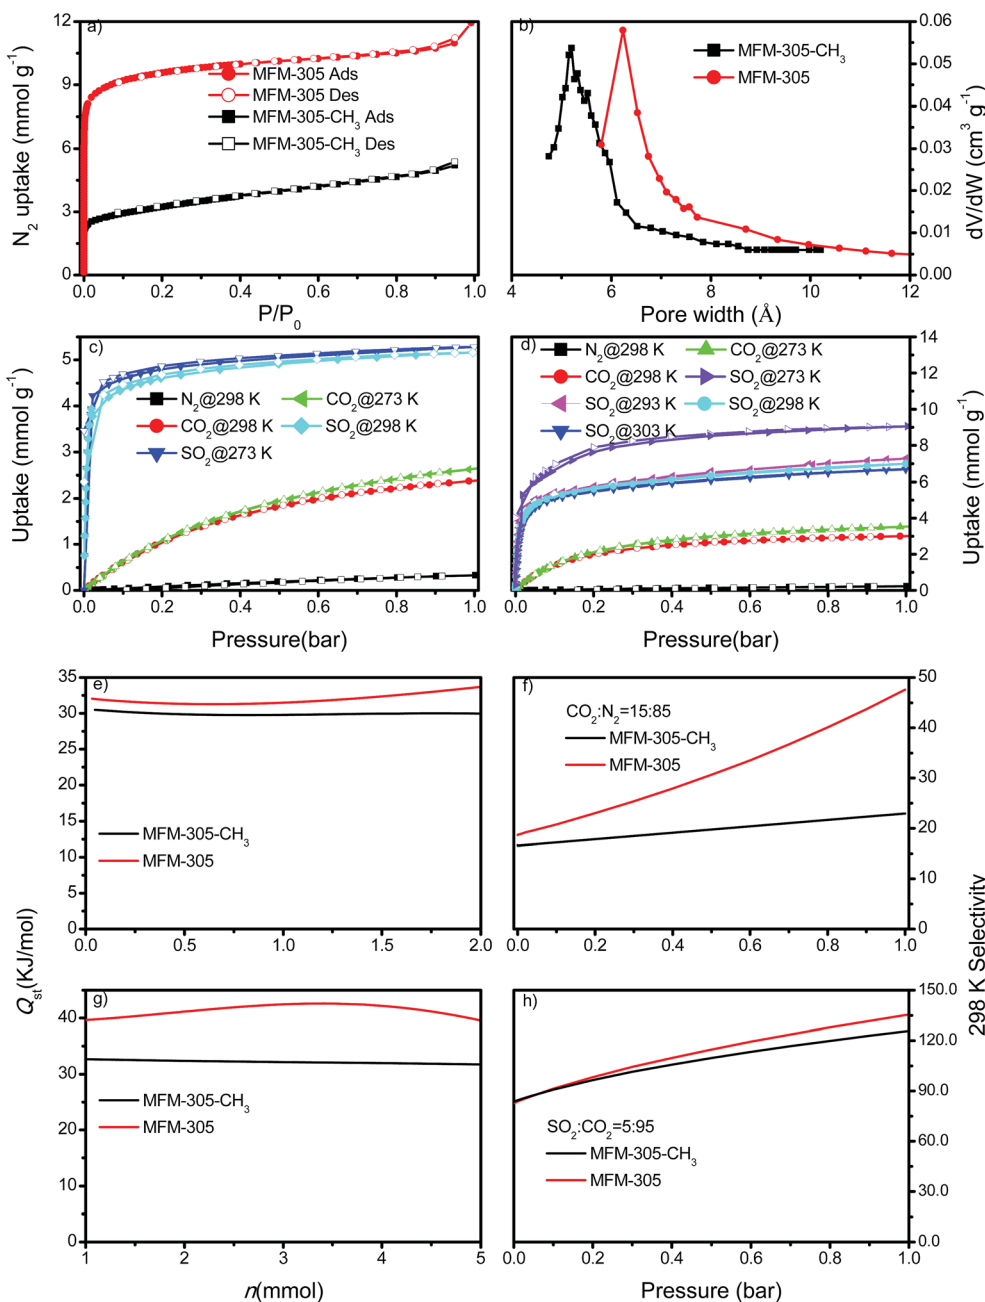 a)
N2 uptake (mmol g-1)
12
9
6
3
0
MFM-305 Ads
MFM-305 Des
MFM-305-CH3 Ads
MFM-305-CH3 Des
0.0 0.2 0.4 0.6 0.8 1.0
P/P0
b)
MFM-305-CH3
MFM-305
0.06
0.05
0.04
0.03
0.02
0.01
0.00
dV/dW (cm3 g-1)
4 6 8 10 12
Pore width (Å)
c)
Uptake (mmol g-1)
5
4
3
2
1
0
N2@298 K
CO2@273 K
CO2@298 K
SO2@298 K
SO2@273 K
0.0 0.2 0.4 0.6 0.8 1.0
Pressure(bar)
d)
N2@298 K
CO2@273 K
CO2@298 K
SO2@273 K
SO2@293 K
SO2@298 K
SO2@303 K
14
12
10
8
6
4
2
0
Uptake (mmol g-1)
0.0 0.2 0.4 0.6 0.8 1.0
Pressure(bar)
e)
35
30
25
20
15
10
5
0
MFM-305-CH3
MFM-305
0.0 0.5 1.0 1.5 2.0
f)
CO2:N2=15:85
MFM-305-CH3
MFM-305
50
40
30
20
10
0
0.0 0.2 0.4 0.6 0.8 1.0
Qst(KJ/mol)
298 K Selectivity
g)
40
30
20
10
0
MFM-305-CH3
MFM-305
1 2 3 4 5
n(mmol)
h)
SO2:CO2=5:95
MFM-305-CH3
MFM-305
150.0
120.0
90.0
60.0
30.0
0.0
0.0 0.2 0.4 0.6 0.8 1.0
Pressure (bar)